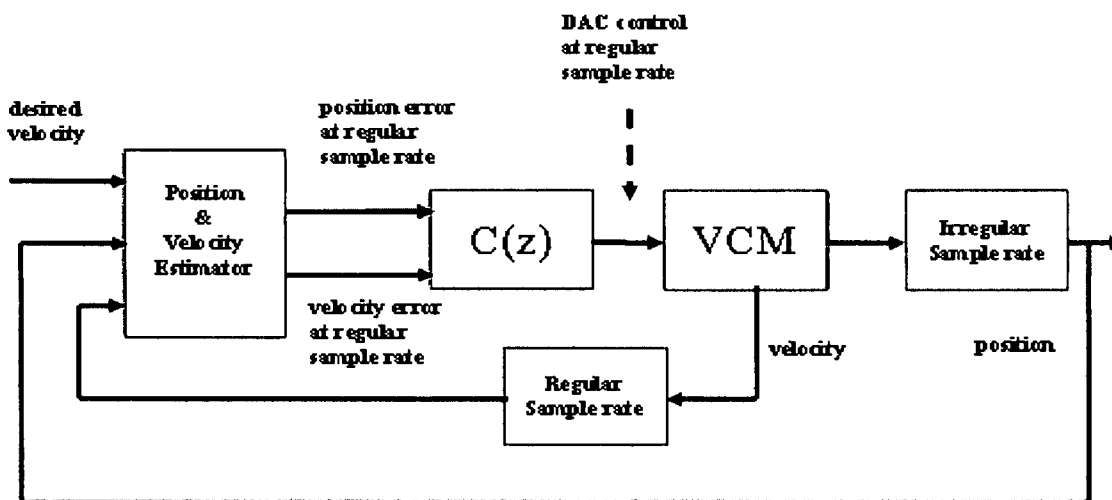 DAC control
at regular
sample rate
desired
velocity
position error
at regular
sample rate
Position
&
Velocity
Estimator
C(z)
VCM
Irregular
Sample rate
velocity error
at regular
sample rate
velocity
position
Regular
Sample rate